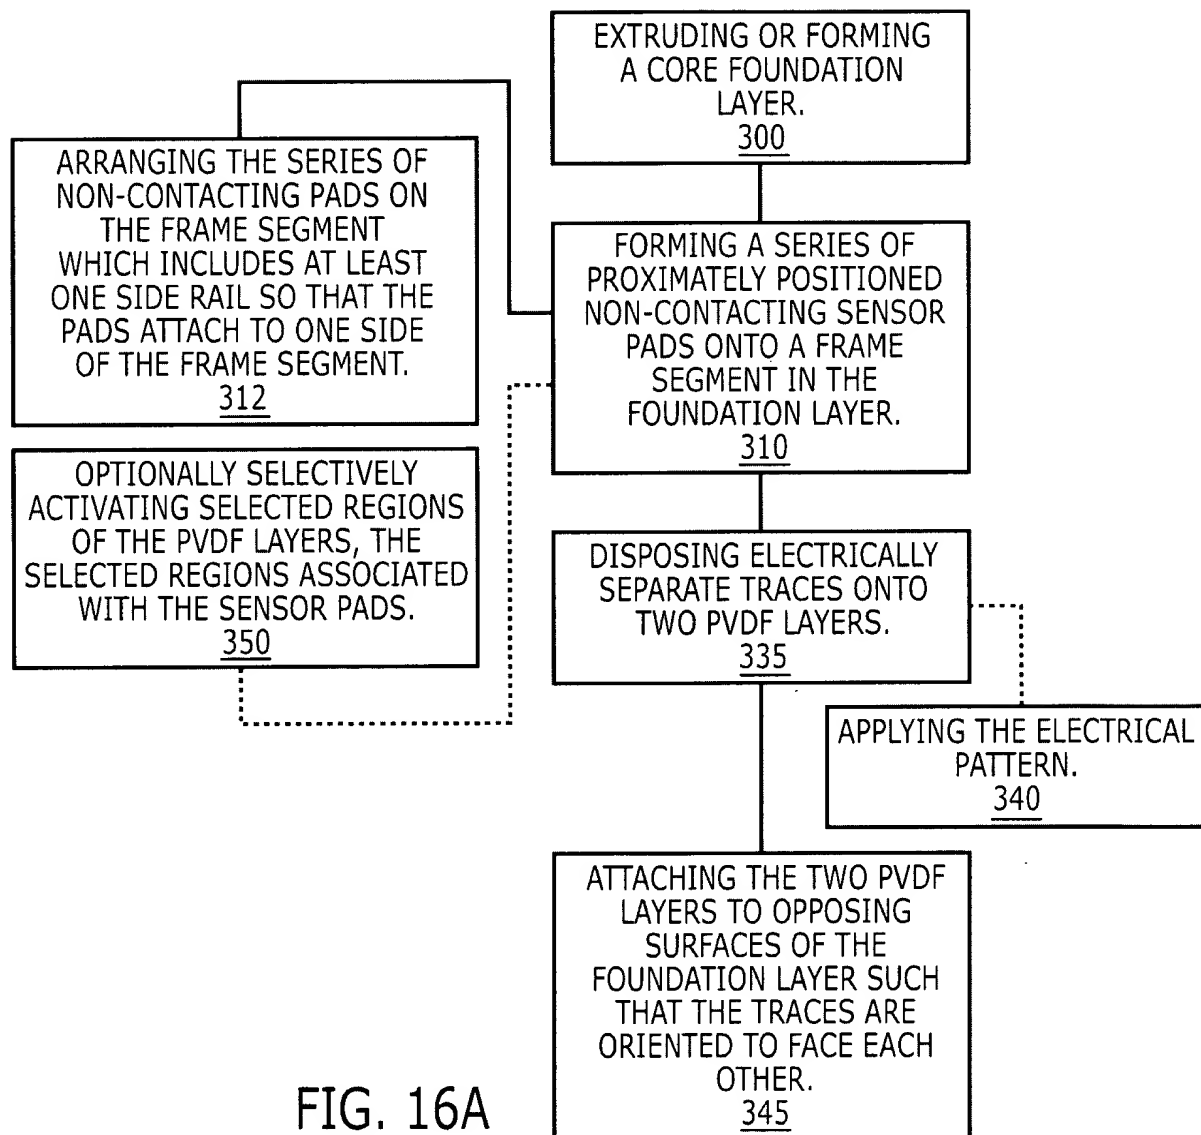 EXTRUDING OR FORMING
A CORE FOUNDATION
LAYER.
300
ARRANGING THE SERIES OF
NON-CONTACTING PADS ON
THE FRAME SEGMENT
WHICH INCLUDES AT LEAST
ONE SIDE RAIL SO THAT THE
PADS ATTACH TO ONE SIDE
OF THE FRAME SEGMENT.
312
FORMING A SERIES OF
PROXIMATELY POSITIONED
NON-CONTACTING SENSOR
PADS ONTO A FRAME
SEGMENT IN THE
FOUNDATION LAYER.
310
OPTIONALLY SELECTIVELY
ACTIVATING SELECTED REGIONS
OF THE PVDF LAYERS, THE
SELECTED REGIONS ASSOCIATED
WITH THE SENSOR PADS.
350
DISPOSING ELECTRICALLY
SEPARATE TRACES ONTO
TWO PVDF LAYERS.
335
APPLYING THE ELECTRICAL
PATTERN.
340
ATTACHING THE TWO PVDF
LAYERS TO OPPOSING
SURFACES OF THE
FOUNDATION LAYER SUCH
THAT THE TRACES ARE
ORIENTED TO FACE EACH
OTHER.
345
FIG. 16A